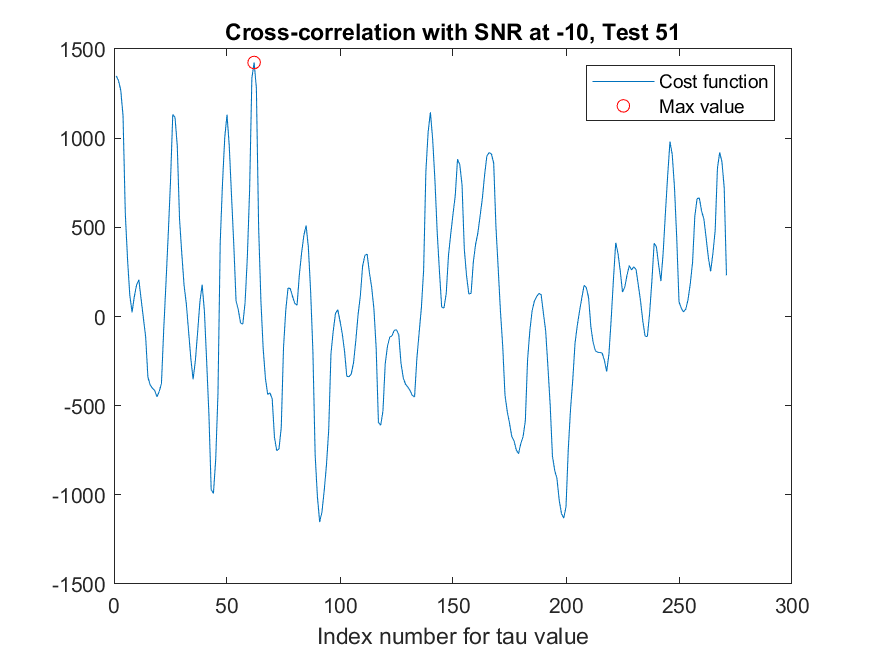 Cross-correlation with SNR at -10, Test 51
1500
1000
500
0
-500
-1000
-1500
Cost function
Max value
0 50 100 150 200 250 300
Index number for tau value